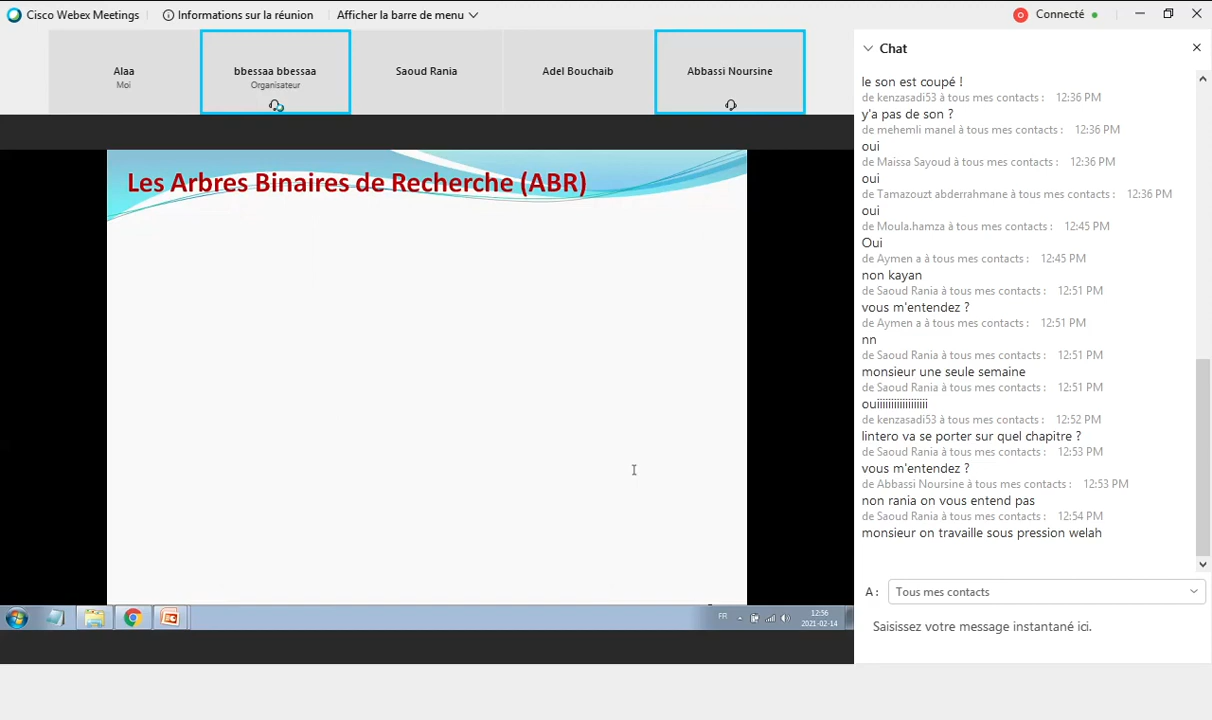 Cisco Webex Meetings
Informations sur la réunion
Afficher la barre de menu
Connecté
Alaa
Moi
bbessaa bbessaa
Organisateur
Saoud Rania
Adel Bouchaib
Abbassi Noursine
Les Arbres Binaires de Recherche (ABR)
FR
12:56
2021-02-14
Chat
le son est coupé !
de kenzasadi53 à tous mes contacts : 12:36 PM
y'a pas de son ?
de mehemli manel à tous mes contacts : 12:36 PM
oui
de Maissa Sayoud à tous mes contacts : 12:36 PM
oui
de Tamazouzt abderrahmane à tous mes contacts : 12:36 PM
oui
de Moula.hamza à tous mes contacts : 12:45 PM
Oui
de Aymen a à tous mes contacts : 12:45 PM
non kayan
de Saoud Rania à tous mes contacts : 12:51 PM
vous m'entendez ?
de Aymen a à tous mes contacts : 12:51 PM
nn
de Saoud Rania à tous mes contacts : 12:51 PM
monsieur une seule semaine
de Saoud Rania à tous mes contacts : 12:51 PM
ouiiiiiiiiiiiiiiiiii
de kenzasadi53 à tous mes contacts : 12:52 PM
lintero va se porter sur quel chapitre ?
de Saoud Rania à tous mes contacts : 12:53 PM
vous m'entendez ?
de Abbassi Noursine à tous mes contacts : 12:53 PM
non rania on vous entend pas
de Saoud Rania à tous mes contacts : 12:54 PM
monsieur on travaille sous pression welah
A : Tous mes contacts
Saisissez votre message instantané ici.